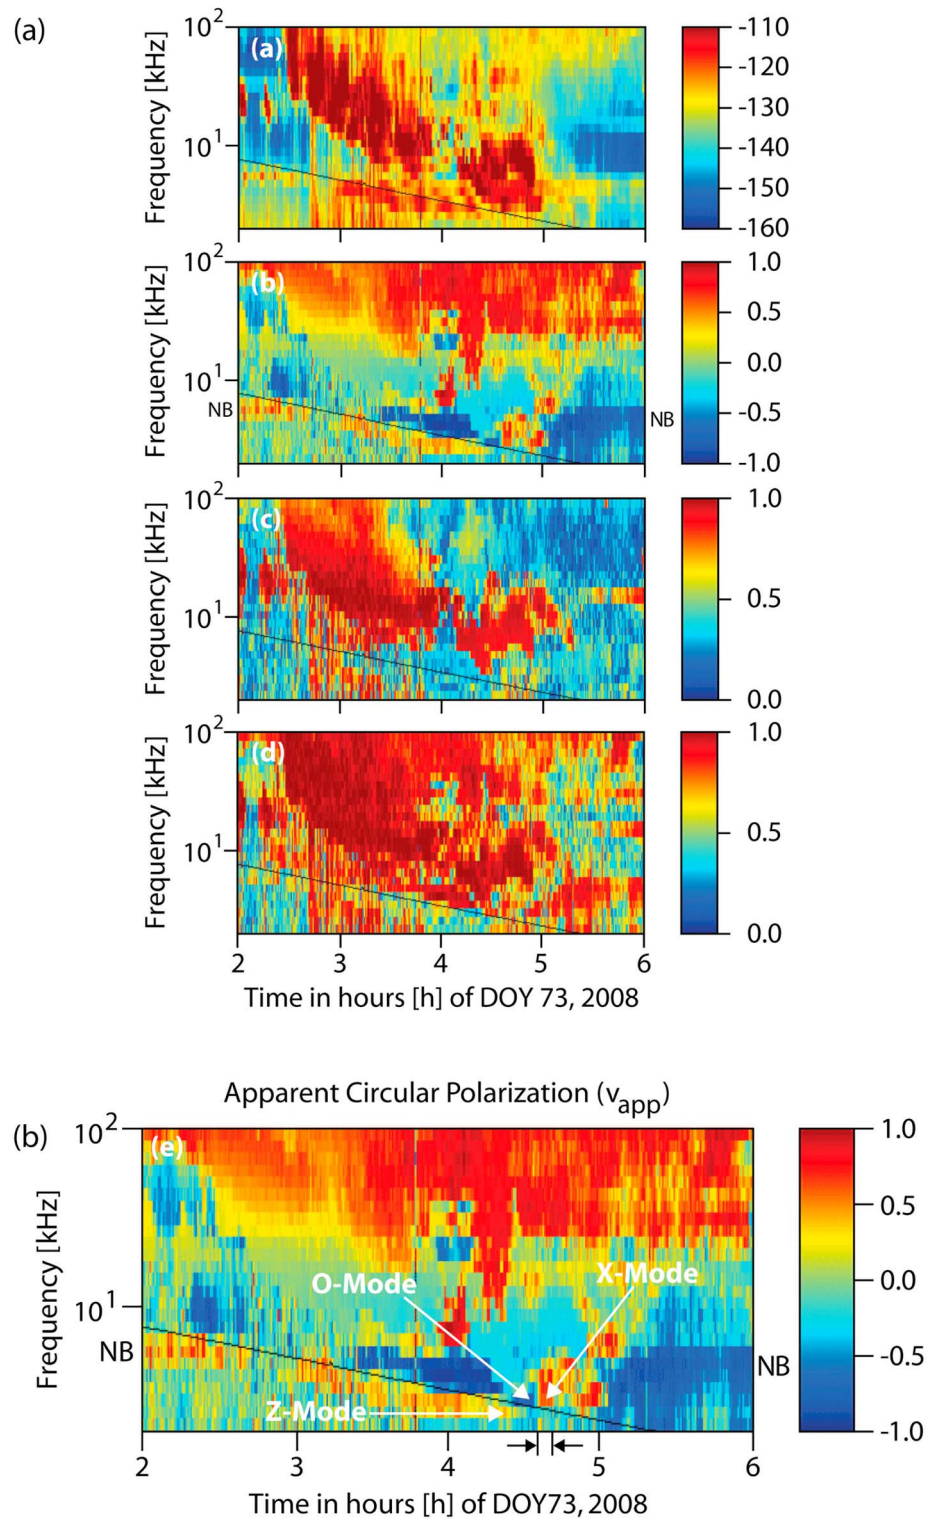 (a)
Frequency [kHz]
10²
10¹
(a)
-110
-120
-130
-140
-150
-160
Frequency [kHz]
10²
10¹
NB
(b)
NB
1.0
0.5
0.0
-0.5
-1.0
Frequency [kHz]
10²
10¹
(c)
1.0
0.5
0.0
Frequency [kHz]
10²
10¹
(d)
1.0
0.5
0.0
2 3 4 5 6
Time in hours [h] of DOY 73, 2008
Apparent Circular Polarization (vapp)
(b)
Frequency [kHz]
10²
10¹
NB
(e)
O-Mode
X-Mode
Z-Mode
NB
1.0
0.5
0.0
-0.5
-1.0
2 3 4 5 6
Time in hours [h] of DOY73, 2008